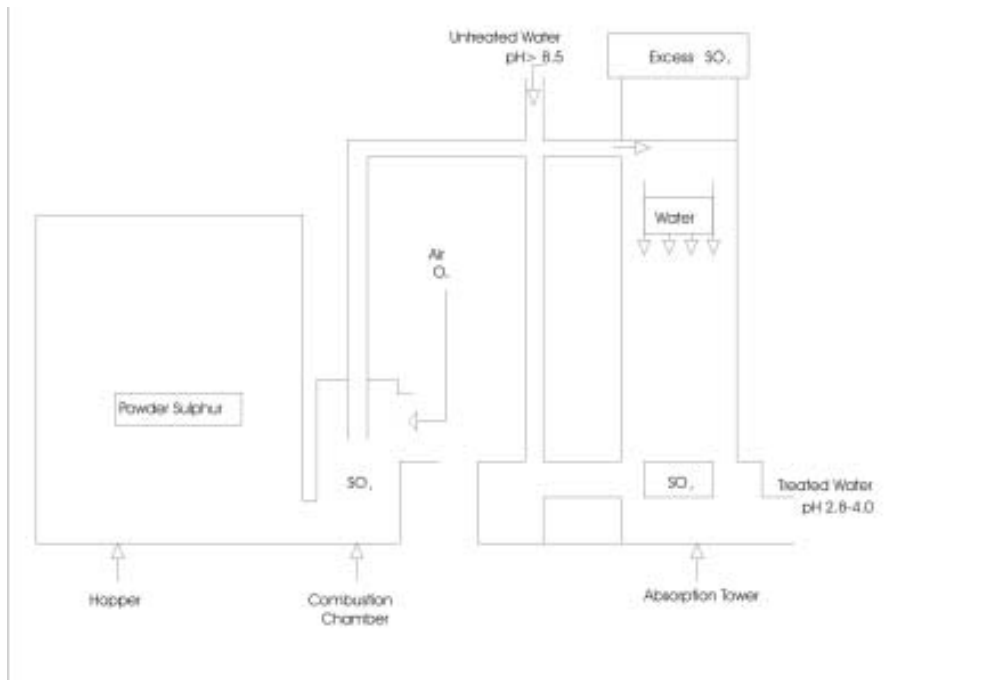 Untreated Water
pH> 8.5
Excess SO₂
Water
Air
O₂
Powder Sulphur
SO₂
SO₂
Treated Water
pH 2.8-4.0
Hopper
Combustion
Chamber
Absorption Tower